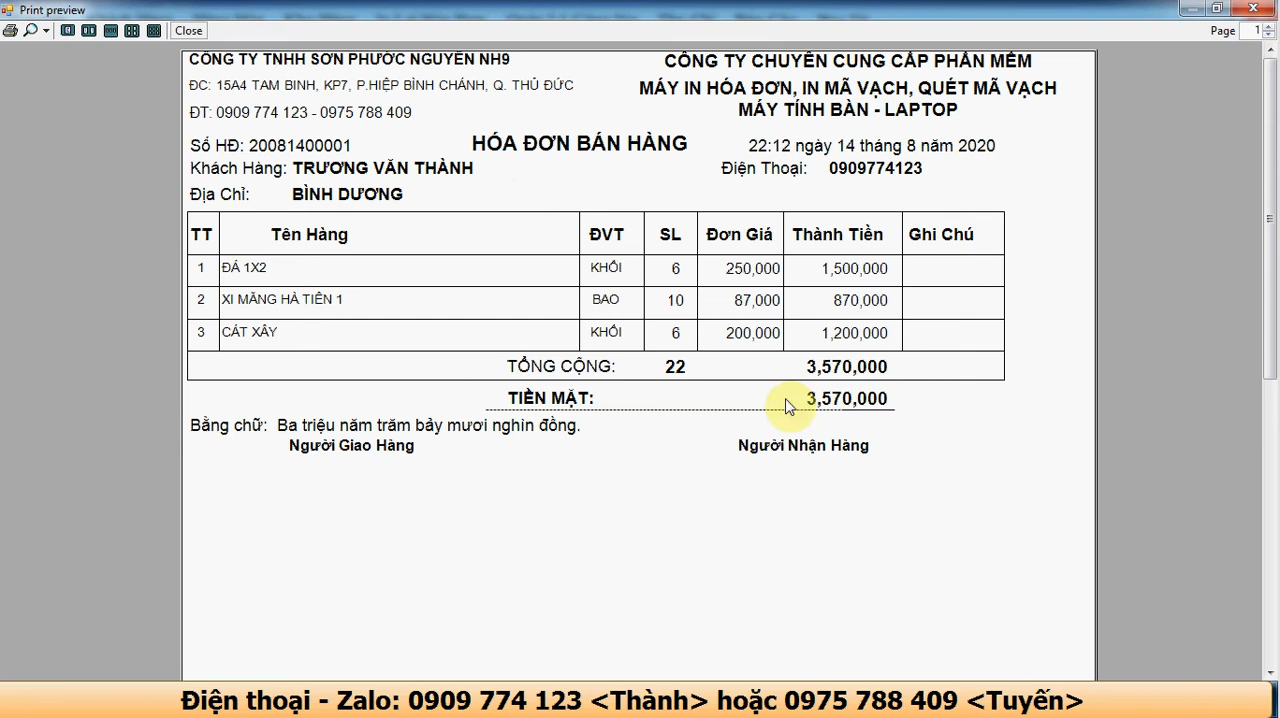 Print preview
Close
Page 1
CÔNG TY TNHH SƠN PHƯỚC NGUYÊN NH9
ĐC: 15A4 TAM BINH, KP7, P.HIỆP BÌNH CHÁNH, Q. THỦ ĐỨC
ĐT: 0909 774 123 - 0975 788 409
CÔNG TY CHUYÊN CUNG CẤP PHẦN MỀM
MÁY IN HÓA ĐƠN, IN MÃ VẠCH, QUÉT MÃ VẠCH
MÁY TÍNH BÀN - LAPTOP
Số HĐ: 20081400001
HÓA ĐƠN BÁN HÀNG
22:12 ngày 14 tháng 8 năm 2020
Khách Hàng: TRƯƠNG VĂN THÀNH
Điện Thoại: 0909774123
Địa Chỉ: BÌNH DƯƠNG
TT Tên Hàng ĐVT SL Đơn Giá Thành Tiền Ghi Chú
1 ĐÁ 1X2 KHỐI 6 250,000 1,500,000
2 XI MĂNG HÀ TIÊN 1 BAO 10 87,000 870,000
3 CÁT XÂY KHỐI 6 200,000 1,200,000
TỔNG CỘNG: 22 3,570,000
TIỀN MẶT: 3,570,000
Bằng chữ: Ba triệu năm trăm bảy mươi nghin đồng.
Người Giao Hàng Người Nhận Hàng
Điện thoại - Zalo: 0909 774 123 <Thành> hoặc 0975 788 409 <Tuyến>